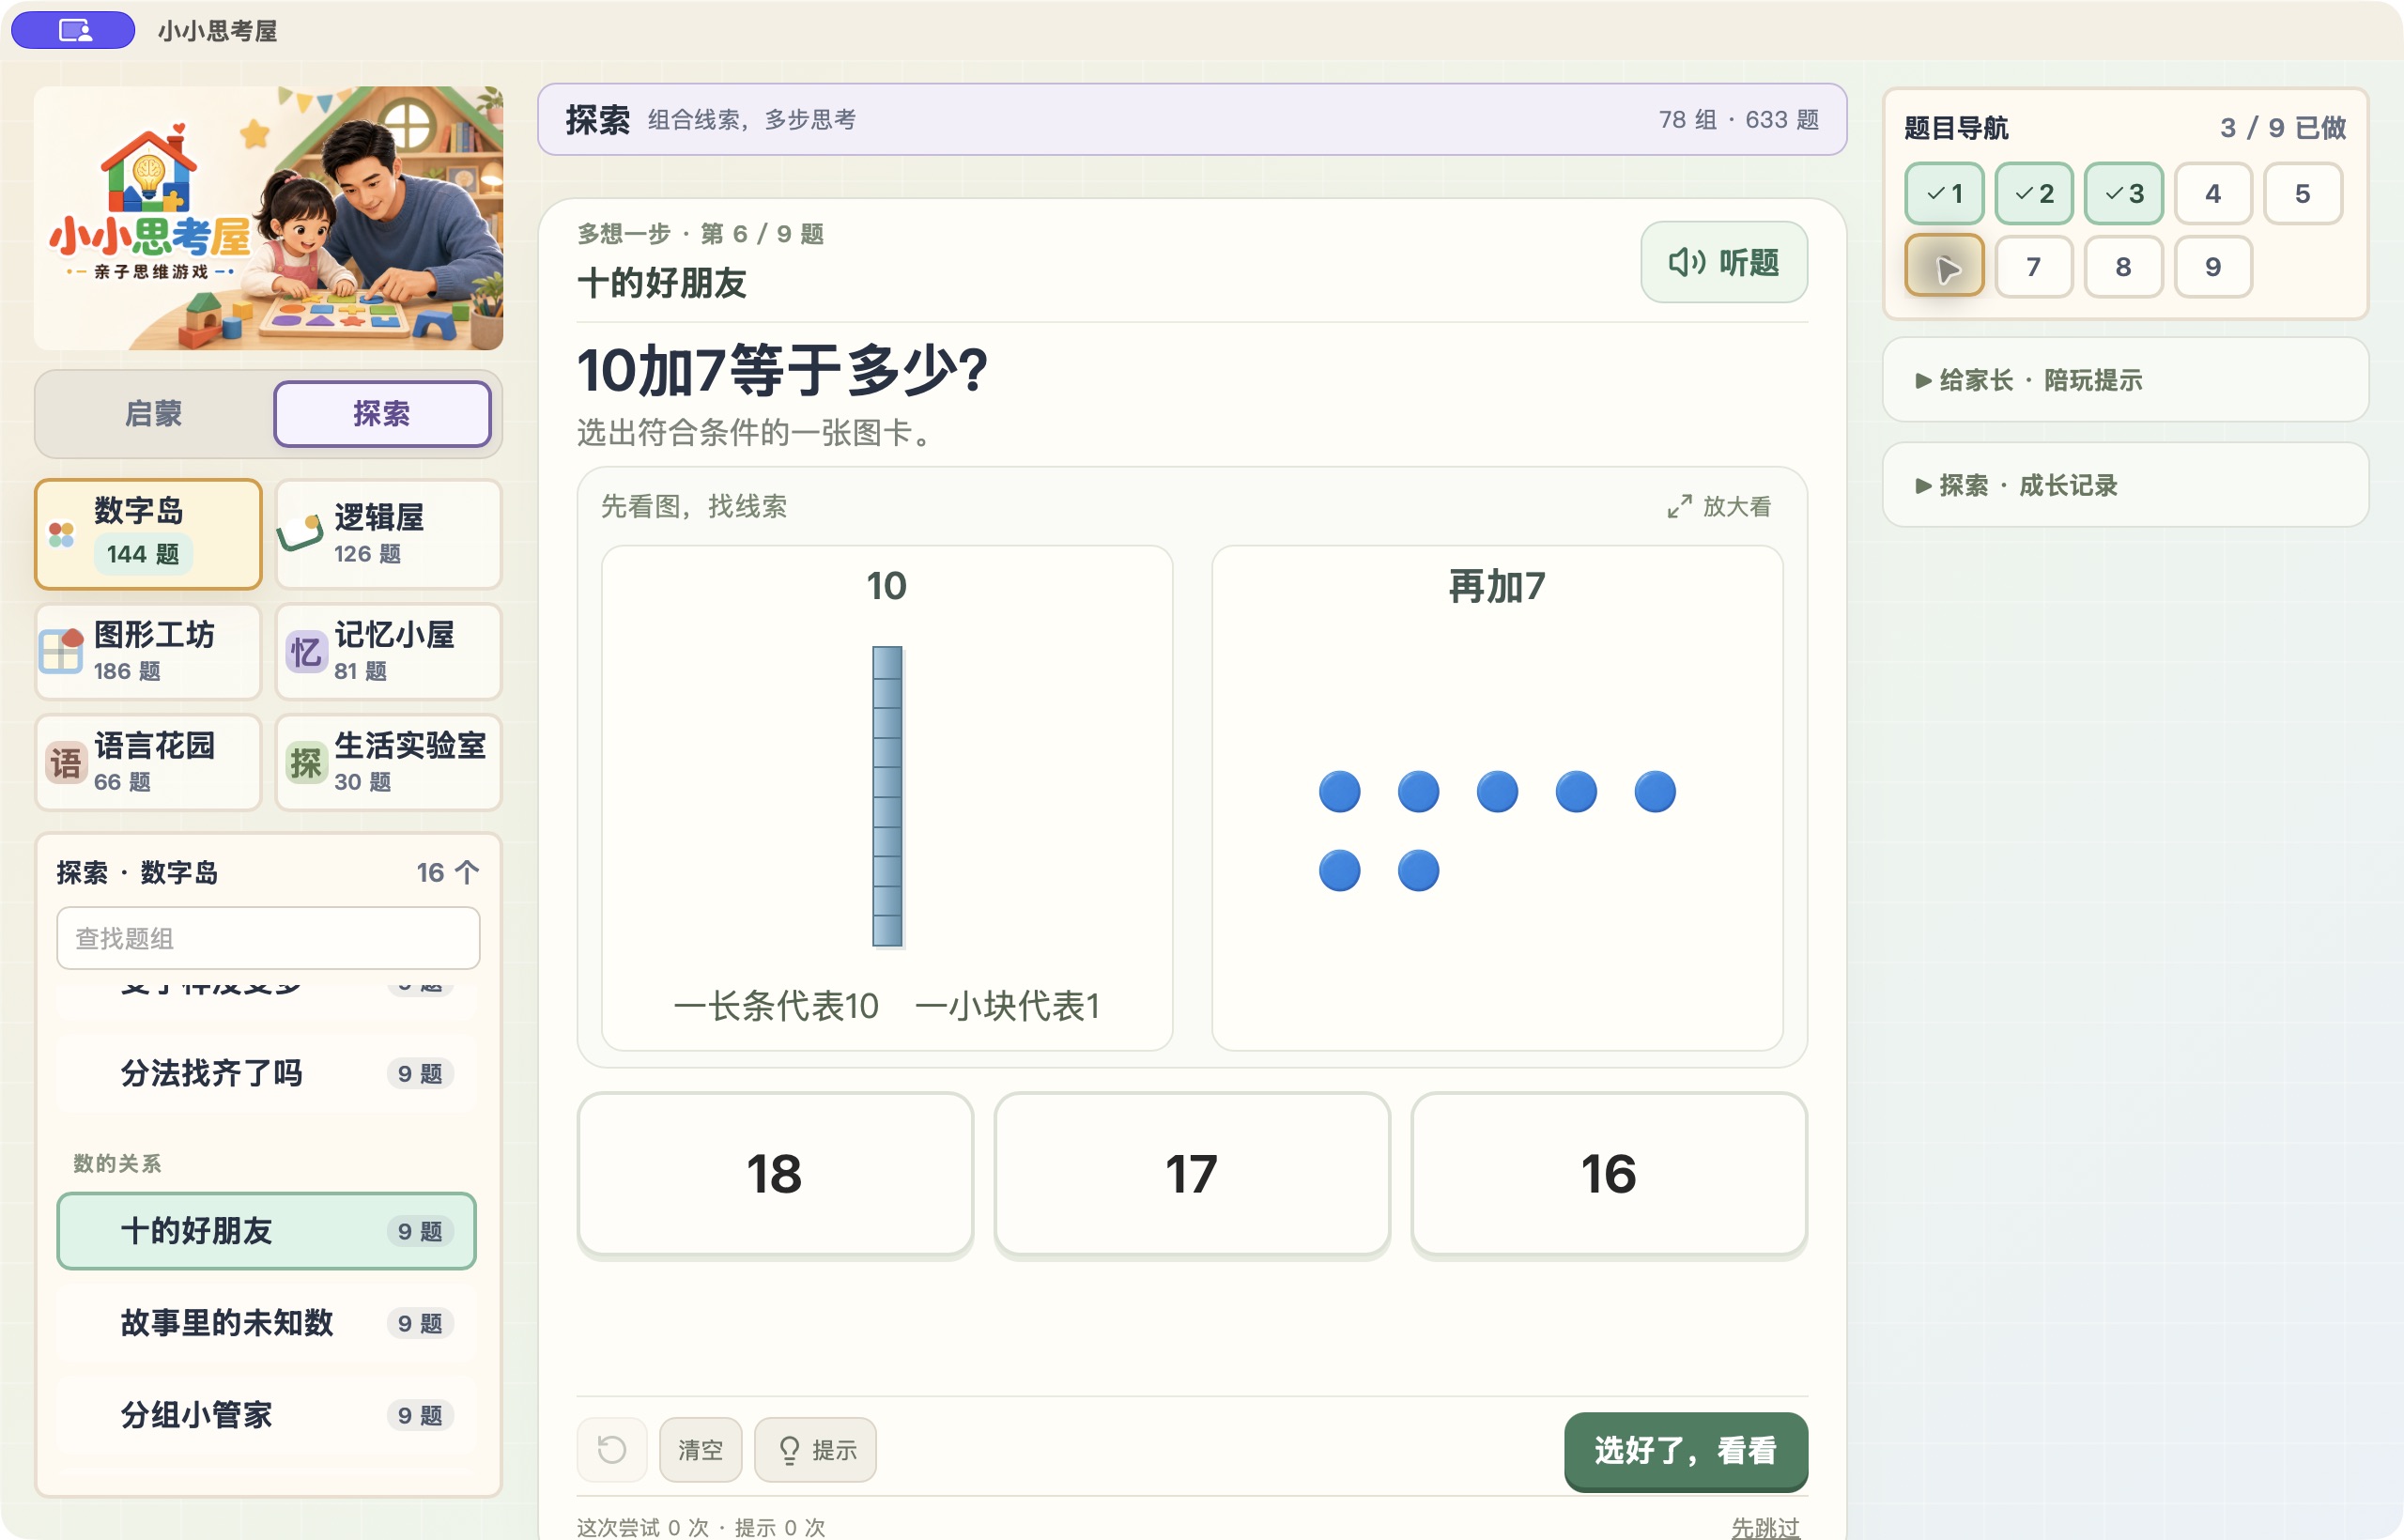 小小思考屋
小小思考屋
亲子思维游戏
启蒙
探索
数字岛
144 题
逻辑屋
126 题
图形工坊
186 题
忆
记忆小屋
81 题
语
语言花园
66 题
探
生活实验室
30 题
探索 · 数字岛
16 个
查找题组
分法找齐了吗
9 题
数的关系
十的好朋友
9 题
故事里的未知数
9 题
分组小管家
9 题
探索 组合线索，多步思考
78 组 · 633 题
多想一步 · 第 6 / 9 题
十的好朋友
听题
10加7等于多少？
选出符合条件的一张图卡。
先看图，找线索
放大看
10
一长条代表10 一小块代表1
再加7
18
17
16
清空
提示
选好了，看看
这次尝试 0 次 · 提示 0 次
先跳过
题目导航
3 / 9 已做
1
2
3
4
5
7
8
9
给家长 · 陪玩提示
探索 · 成长记录